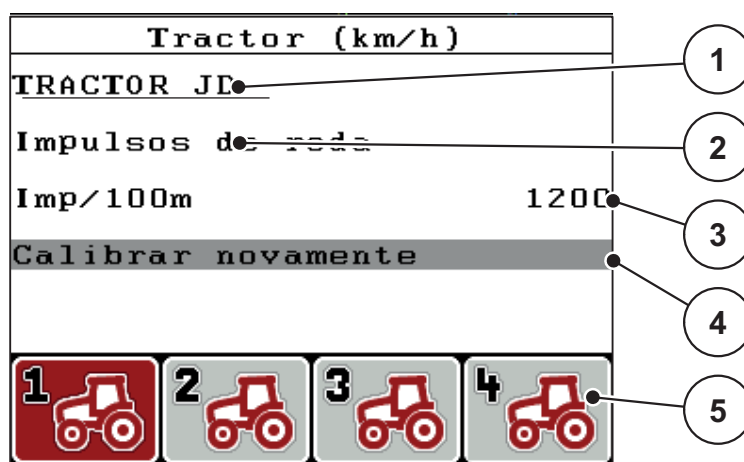 Tractor (km/h)
TRACTOR JD
Impulsos de roda
Imp/100m 1200
Calibrar novamente
1 2 3 4
1
2
3
4
5